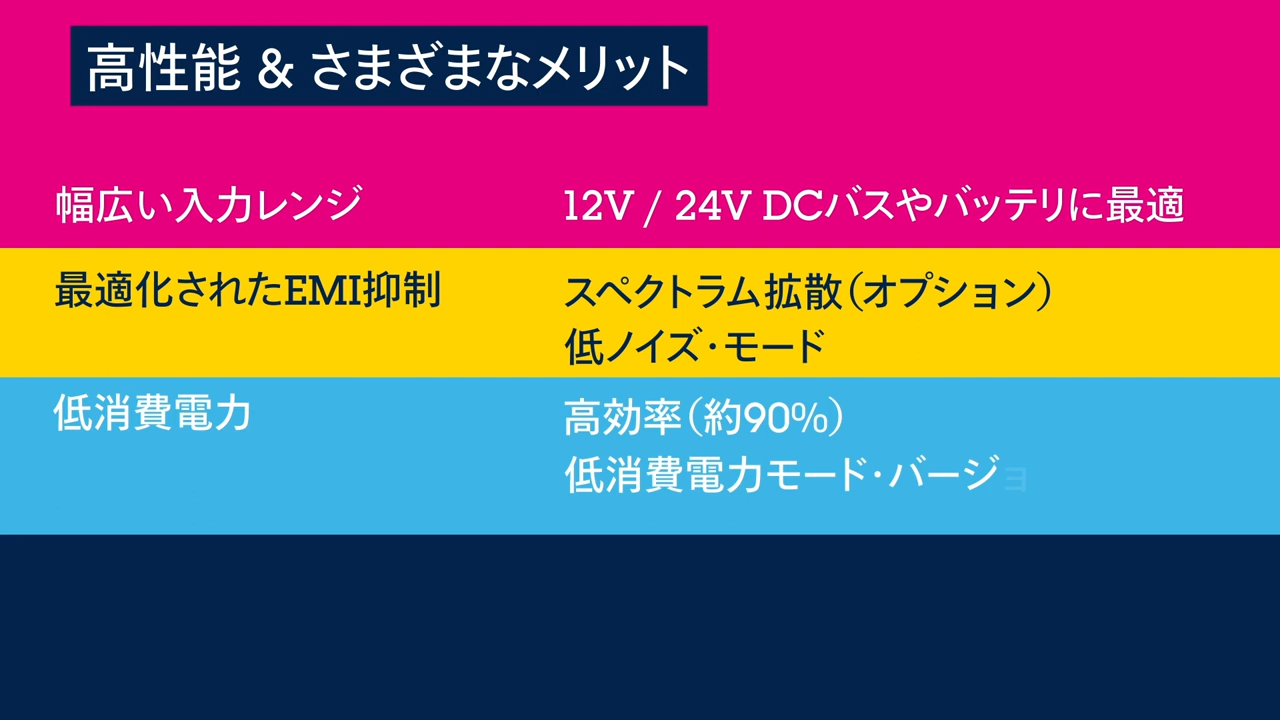 高性能 & さまざまなメリット
幅広い入力レンジ
12V / 24V DCバスやバッテリに最適
最適化されたEMI抑制
スペクトラム拡散（オプション）
低ノイズ・モード
低消費電力
高効率（約90%）
低消費電力モード・バージョ